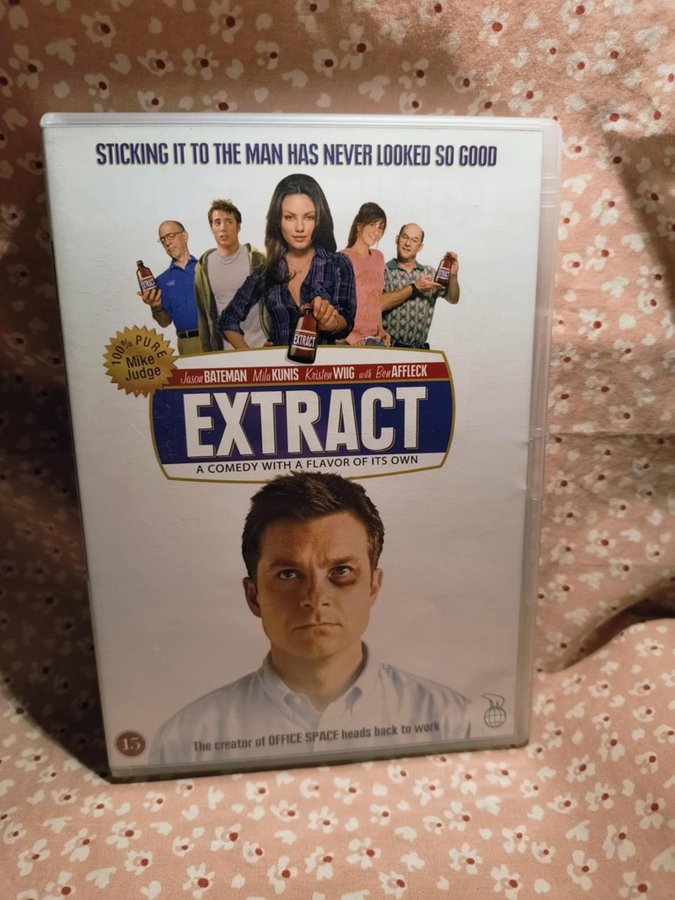 STICKING IT TO THE MAN HAS NEVER LOOKED SO GOOD
EXTRACT
EXTRACT
EXTRACT
100% PURE
Mike
Judge
Jason BATEMAN Mila KUNIS Kristen WIIG with Ben AFFLECK
EXTRACT
A COMEDY WITH A FLAVOR OF ITS OWN
15
The creator of OFFICE SPACE heads back to work